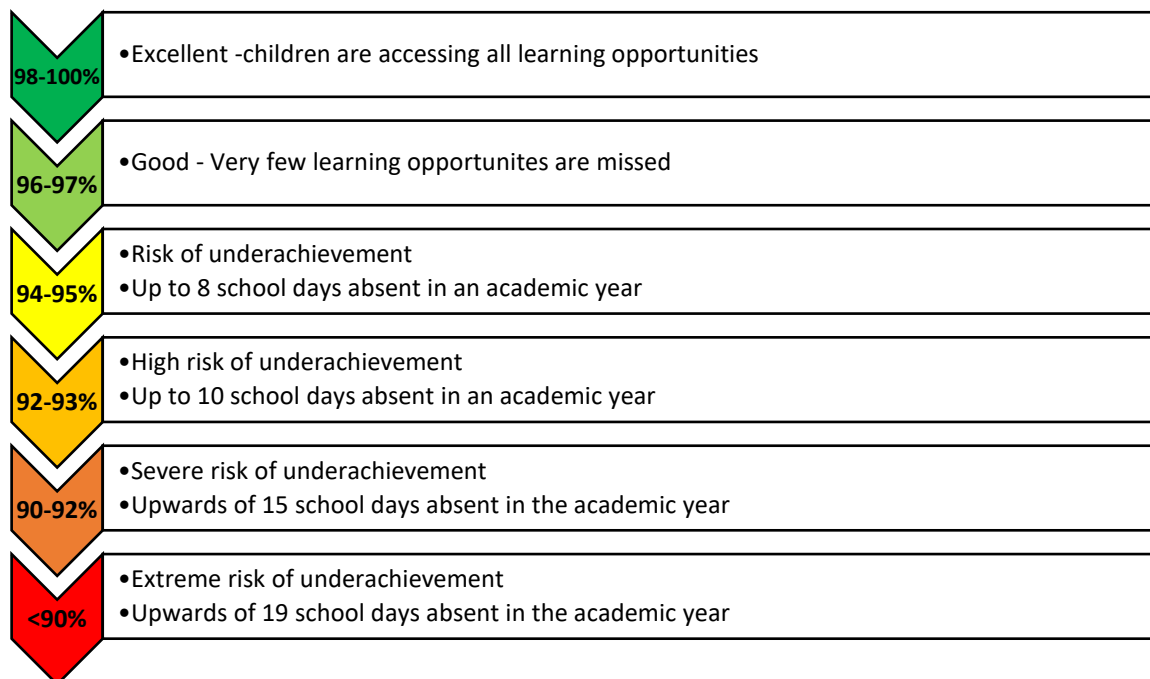 98-100%
•Excellent -children are accessing all learning opportunities
96-97%
•Good - Very few learning opportunites are missed
94-95%
•Risk of underachievement
•Up to 8 school days absent in an academic year
92-93%
•High risk of underachievement
•Up to 10 school days absent in an academic year
90-92%
•Severe risk of underachievement
•Upwards of 15 school days absent in the academic year
<90%
•Extreme risk of underachievement
•Upwards of 19 school days absent in the academic year